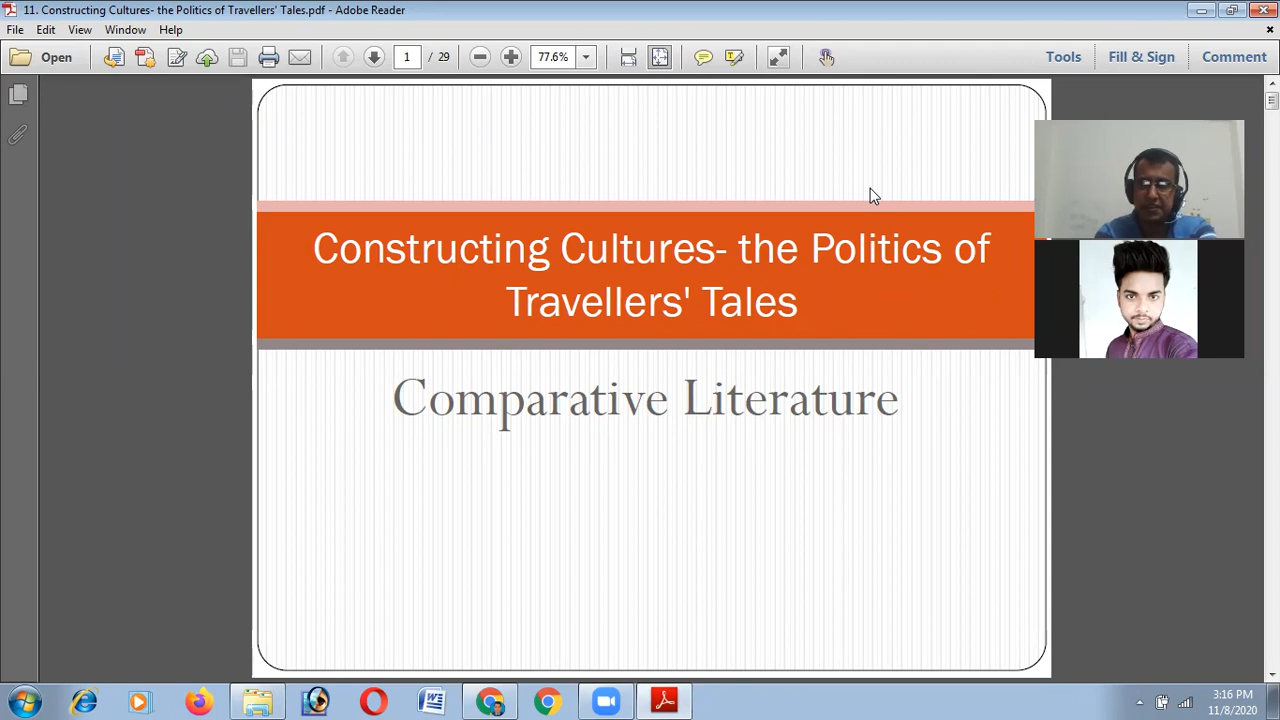 11. Constructing Cultures- the Politics of Travellers' Tales.pdf - Adobe Reader
File Edit View Window Help
Open 1 / 29 77.6% Tools Fill & Sign Comment
Constructing Cultures- the Politics of
Travellers' Tales
Comparative Literature
3:16 PM
11/8/2020